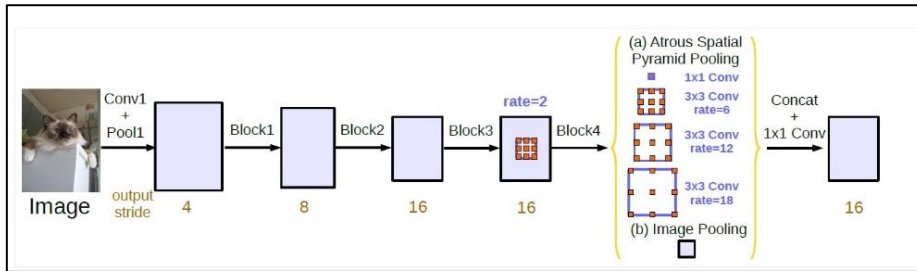 (a) Atrous Spatial
Pyramid Pooling
1x1 Conv
Conv1
+
Pool1
rate=2
3x3 Conv
rate=6
Concat
+
1x1 Conv
Block1
Block2
Block3
Block4
3x3 Conv
rate=12
3x3 Conv
rate=18
Image
output
stride
4
8
16
16
(b) Image Pooling
16